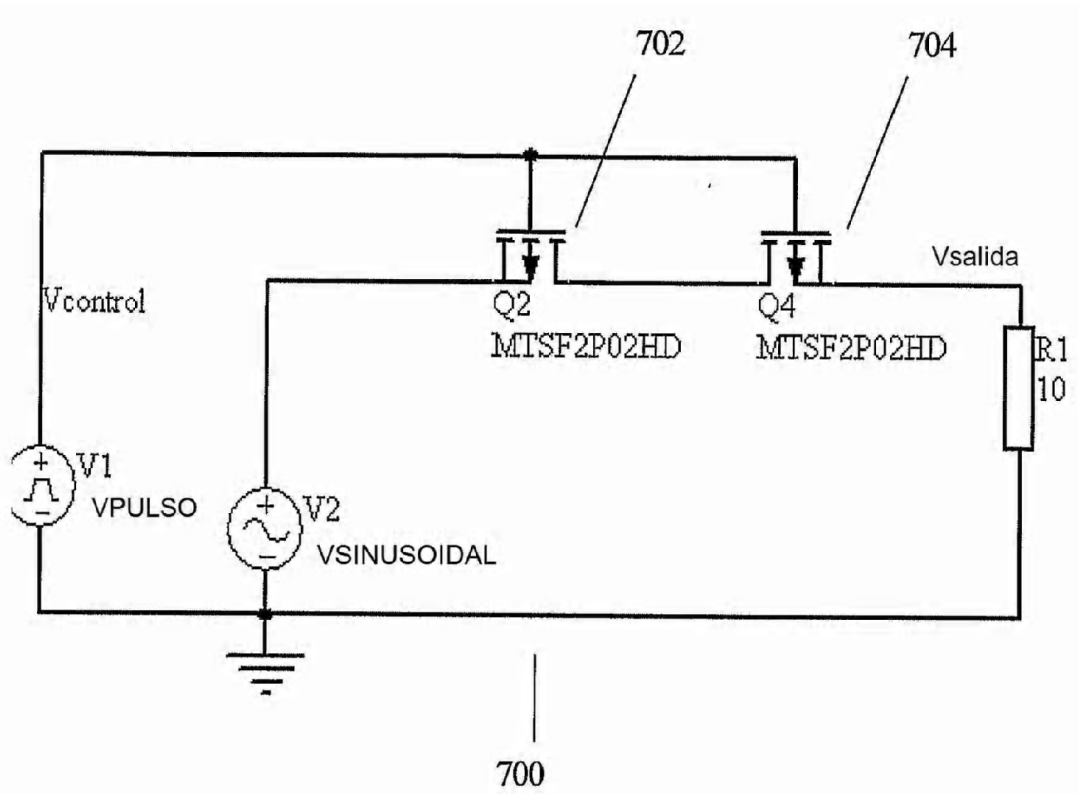 702
704
Vcontrol
Vsalida
Q2
MTSF2P02HD
Q4
MTSF2P02HD
R1
10
+
V1
VPULSO
-
+
V2
VSINUSOIDAL
-
700